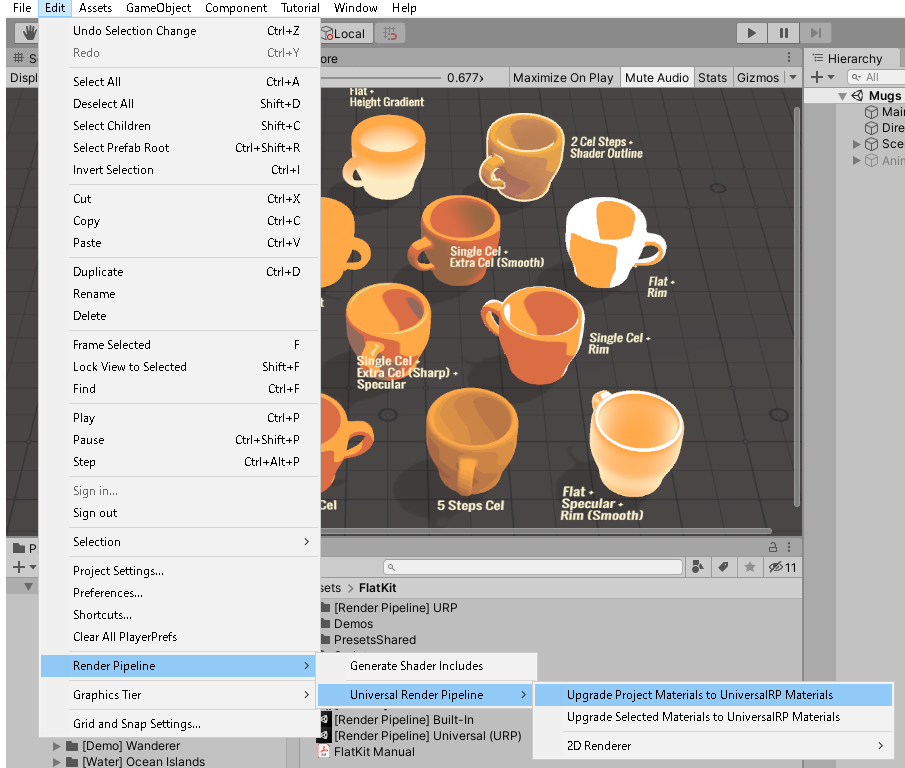 File Edit Assets GameObject Component Tutorial Window Help
Undo Selection Change Ctrl+Z
Redo Ctrl+Y
Select All Ctrl+A
Deselect All Shift+D
Select Children Shift+C
Select Prefab Root Ctrl+Shift+R
Invert Selection Ctrl+I
Cut Ctrl+X
Copy Ctrl+C
Paste Ctrl+V
Duplicate Ctrl+D
Rename
Delete
Frame Selected F
Lock View to Selected Shift+F
Find Ctrl+F
Play Ctrl+P
Pause Ctrl+Shift+P
Step Ctrl+Alt+P
Sign in...
Sign out
Selection
Project Settings...
Preferences...
Shortcuts...
Clear All PlayerPrefs
Render Pipeline
Graphics Tier
Grid and Snap Settings...
Generate Shader Includes
Universal Render Pipeline
Upgrade Project Materials to UniversalRP Materials
Upgrade Selected Materials to UniversalRP Materials
2D Renderer
Local
S
ore
Displ
0.677x
Maximize On Play Mute Audio Stats Gizmos
Flat +
Height Gradient
2 Cel Steps +
Shader Outline
Single Cel +
Extra Cel (Smooth)
Flat +
Rim
t
Single Cel +
Extra Cel (Sharp) +
Specular
Single Cel +
Rim
Cel
5 Steps Cel
Flat +
Specular +
Rim (Smooth)
Hierarchy
All
Mugs
Mai
Dire
Sce
Anin
P
11
sets > FlatKit
[Render Pipeline] URP
Demos
PresetsShared
[Render Pipeline] Built-In
[Render Pipeline] Universal (URP)
FlatKit Manual
[Demo] Wanderer
[Water] Ocean Islands